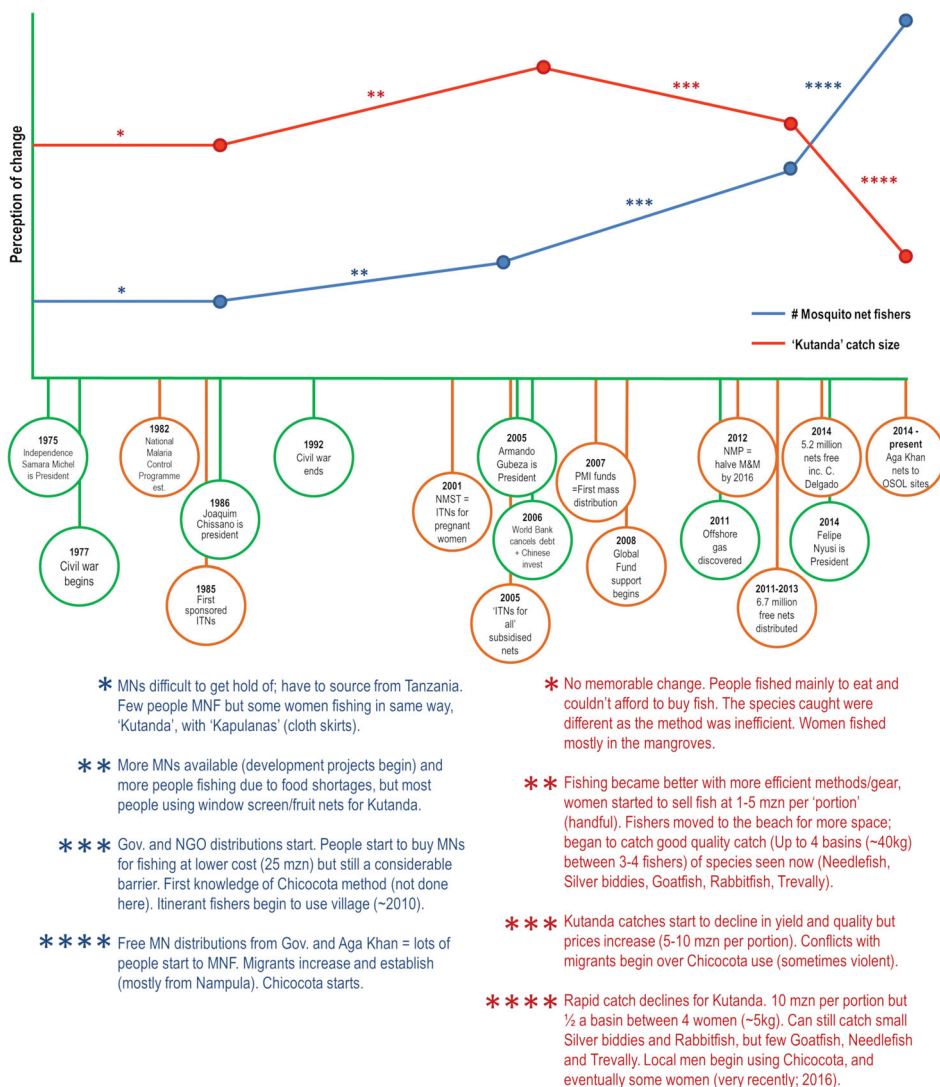 Perception of change
*
**
***
****
*
**
***
****
# Mosquito net fishers
'Kutanda' catch size
1975
Independence
Samara Michel
is President
1977
Civil war
begins
1982
National
Malaria
Control
Programme
est.
1986
Joaquim
Chissano is
president
1985
First
sponsored
ITNs
1992
Civil war
ends
2001
NMST =
ITNs for
pregnant
women
2005
Armando
Gubeza is
President
2006
World Bank
cancels debt
+ Chinese
invest
2005
'ITNs for
all'
subsidised
nets
2007
PMI funds
=First mass
distribution
2008
Global
Fund
support
begins
2012
NMP =
halve M&M
by 2016
2011
Offshore
gas
discovered
2011-2013
6.7 million
free nets
distributed
2014
5.2 million
nets free
inc. C.
Delgado
2014
Felipe
Nyusi is
President
2014 -
present
Aga Khan
nets to
OSOL sites
* MNs difficult to get hold of; have to source from Tanzania.
Few people MNF but some women fishing in same way,
'Kutanda', with 'Kapulanas' (cloth skirts).
** More MNs available (development projects begin) and
more people fishing due to food shortages, but most
people using window screen/fruit nets for Kutanda.
*** Gov. and NGO distributions start. People start to buy MNs
for fishing at lower cost (25 mzn) but still a considerable
barrier. First knowledge of Chicocota method (not done
here). Itinerant fishers begin to use village (~2010).
**** Free MN distributions from Gov. and Aga Khan = lots of
people start to MNF. Migrants increase and establish
(mostly from Nampula). Chicocota starts.
* No memorable change. People fished mainly to eat and
couldn't afford to buy fish. The species caught were
different as the method was inefficient. Women fished
mostly in the mangroves.
** Fishing became better with more efficient methods/gear,
women started to sell fish at 1-5 mzn per 'portion'
(handful). Fishers moved to the beach for more space;
began to catch good quality catch (Up to 4 basins (~40kg)
between 3-4 fishers) of species seen now (Needlefish,
Silver biddies, Goatfish, Rabbitfish, Trevally).
*** Kutanda catches start to decline in yield and quality but
prices increase (5-10 mzn per portion). Conflicts with
migrants begin over Chicocota use (sometimes violent).
**** Rapid catch declines for Kutanda. 10 mzn per portion but
½ a basin between 4 women (~5kg). Can still catch small
Silver biddies and Rabbitfish, but few Goatfish, Needlefish
and Trevally. Local men begin using Chicocota, and
eventually some women (very recently; 2016).